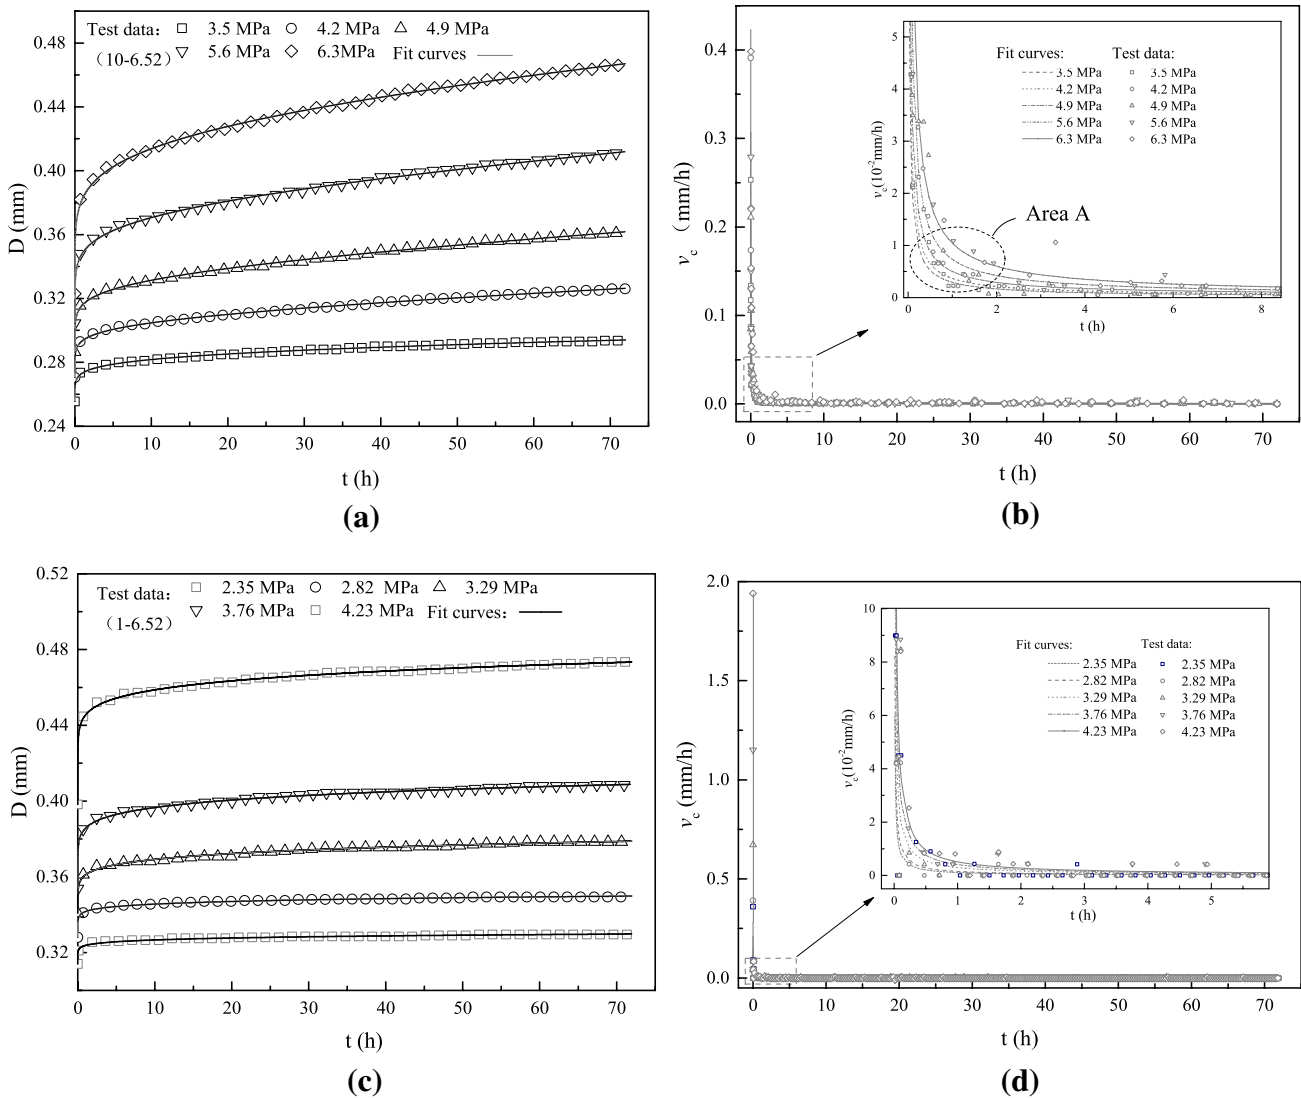 Test data： 3.5 MPa 4.2 MPa 4.9 MPa
（10-6.52） 5.6 MPa 6.3MPa Fit curves
0.48
0.44
0.40
0.36
0.32
0.28
0.24
D (mm)
0 10 20 30 40 50 60 70
t (h)
(a)
0.4
0.3
0.2
0.1
0.0
vc（mm/h)
0 10 20 30 40 50 60 70
t (h)
5
4
3
2
1
0
vc(10-2mm/h)
Fit curves: Test data:
3.5 MPa 3.5 MPa
4.2 MPa 4.2 MPa
4.9 MPa 4.9 MPa
5.6 MPa 5.6 MPa
6.3 MPa 6.3 MPa
Area A
0 2 4 6 8
t (h)
(b)
Test data: 2.35 MPa 2.82 MPa 3.29 MPa
（1-6.52） 3.76 MPa 4.23 MPa Fit curves：
0.52
0.48
0.44
0.40
0.36
0.32
D (mm)
0 10 20 30 40 50 60 70
t (h)
(c)
2.0
1.5
1.0
0.5
0.0
vc (mm/h)
0 10 20 30 40 50 60 70
t (h)
10
8
6
4
2
0
vc(10-2mm/h)
Fit curves: Test data:
2.35 MPa 2.35 MPa
2.82 MPa 2.82 MPa
3.29 MPa 3.29 MPa
3.76 MPa 3.76 MPa
4.23 MPa 4.23 MPa
0 1 2 3 4 5
t (h)
(d)